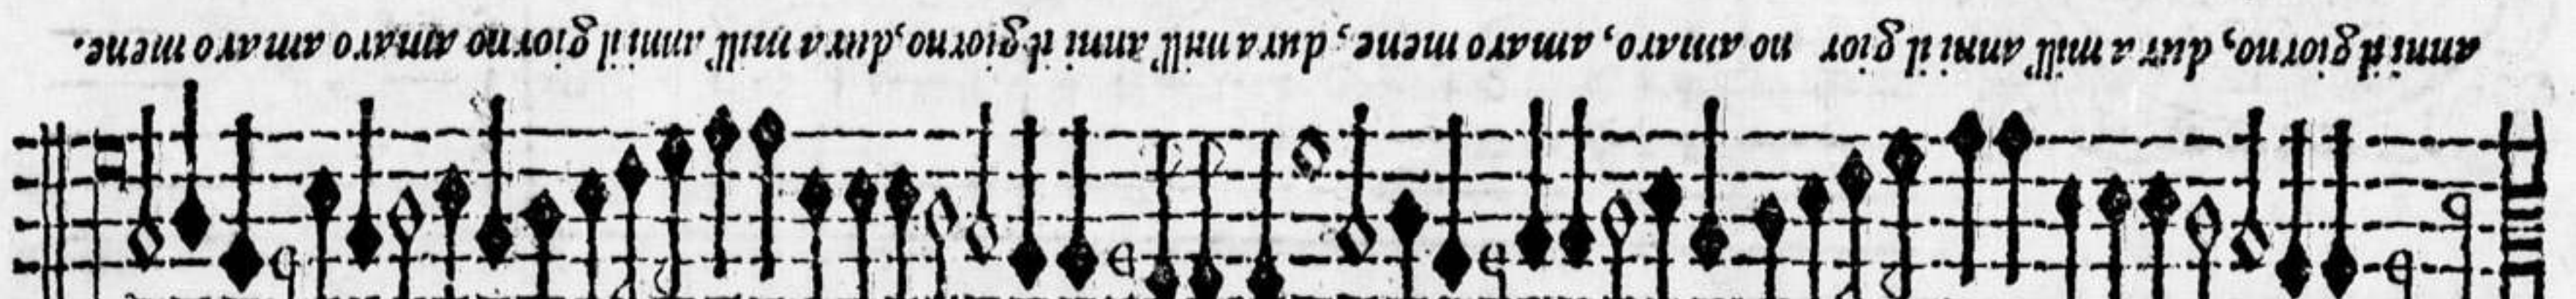 anni il giorno, dur a mill' anni il gior no amaro, amaro mene, dur a mill' anni il giorno, dur a mill' anni il giorno amaro amaro mene.